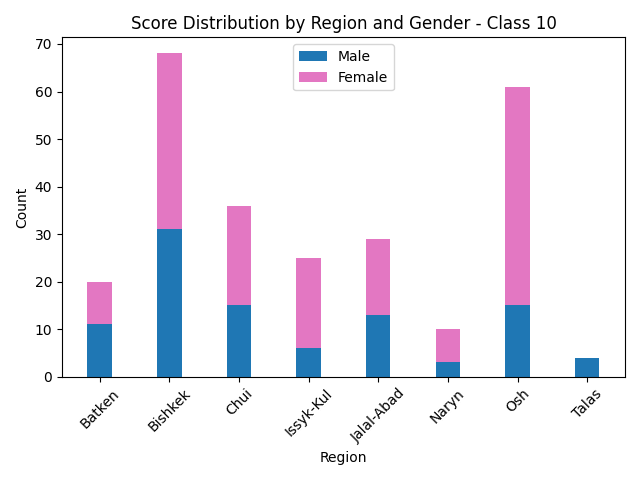 Score Distribution by Region and Gender - Class 10
Male
Female
Count
70
60
50
40
30
20
10
0
Batken
Bishkek
Chui
Issyk-Kul
Jalal-Abad
Naryn
Osh
Talas
Region